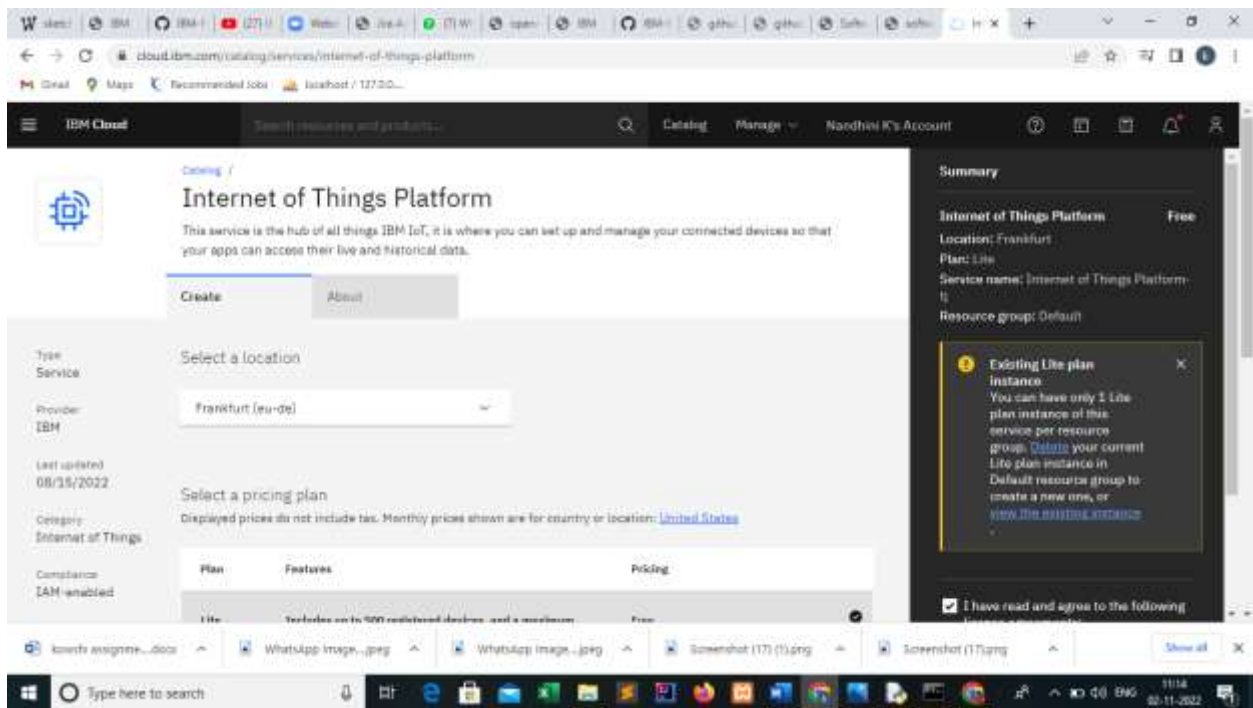 IBM
cloud.ibm.com/catalog/services/internet-of-things-platform
Gmail Maps Recommended Jobs localhost / 127.0.0...
IBM Cloud Search resources and products... Catalog Manage Nandhini K's Account
Catalog /
Internet of Things Platform
This service is the hub of all things IBM IoT, it is where you can set up and manage your connected devices so that
your apps can access their live and historical data.
Create About
Type
Service
Provider
IBM
Last updated
08/15/2022
Category
Internet of Things
Compliance
IAM-enabled
Select a location
Frankfurt (eu-de)
Select a pricing plan
Displayed prices do not include tax. Monthly prices shown are for country or location: United States
Plan Features Pricing
Lite Includes up to 500 registered devices, and a maximum Free
Summary
Internet of Things Platform Free
Location: Frankfurt
Plan: Lite
Service name: Internet of Things Platform-
Resource group: Default
Existing Lite plan
instance
You can have only 1 Lite
plan instance of this
service per resource
group. Delete your current
Lite plan instance in
Default resource group to
create a new one, or
view the existing instance
.
I have read and agree to the following
WhatsApp Image...jpeg WhatsApp Image...jpeg Screenshot (17) (1).png Screenshot (17).png Show all
Type here to search ENG 11:14
02-11-2022